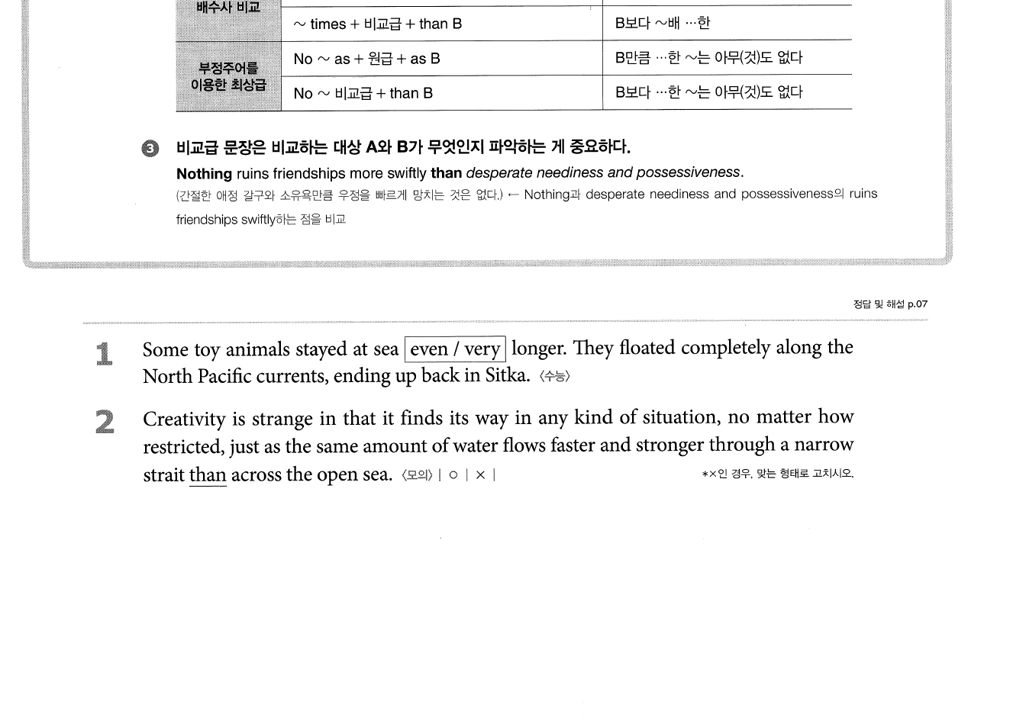 배수사 비교
~ times + 비교급 + than B
B보다 ~배 …한
부정주어를
이용한 최상급
No ~ as + 원급 + as B
B만큼 …한 ~는 아무(것)도 없다
No ~ 비교급 + than B
B보다 …한 ~는 아무(것)도 없다
3 비교급 문장은 비교하는 대상 A와 B가 무엇인지 파악하는 게 중요하다.
Nothing ruins friendships more swiftly than desperate neediness and possessiveness.
(간절한 애정 갈구와 소유욕만큼 우정을 빠르게 망치는 것은 없다.) ← Nothing과 desperate neediness and possessiveness의 ruins
friendships swiftly하는 점을 비교
정답 및 해설 p.07
1 Some toy animals stayed at sea even / very longer. They floated completely along the
North Pacific currents, ending up back in Sitka. 〈수능〉
2 Creativity is strange in that it finds its way in any kind of situation, no matter how
restricted, just as the same amount of water flows faster and stronger through a narrow
strait than across the open sea. 〈모의〉 | ○ | × |
*×인 경우, 맞는 형태로 고치시오.